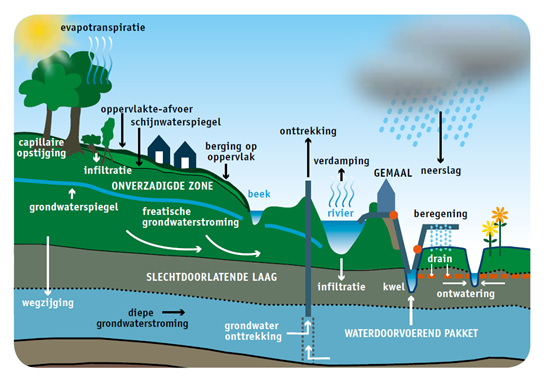 evapotranspiratie
oppervlakte-afvoer
schijnwaterspiegel
capillaire
opstijging
infiltratie
berging op
oppervlak
onttrekking
verdamping
GEMAAL
neerslag
ONVERZADIGDE ZONE
beek
rivier
beregening
grondwaterspiegel
freatische
grondwaterstroming
drain
SLECHTDOORLATENDE LAAG
infiltratie
kwel
ontwatering
wegzijging
diepe
grondwaterstroming
grondwater
onttrekking
WATERDOORVOEREND PAKKET